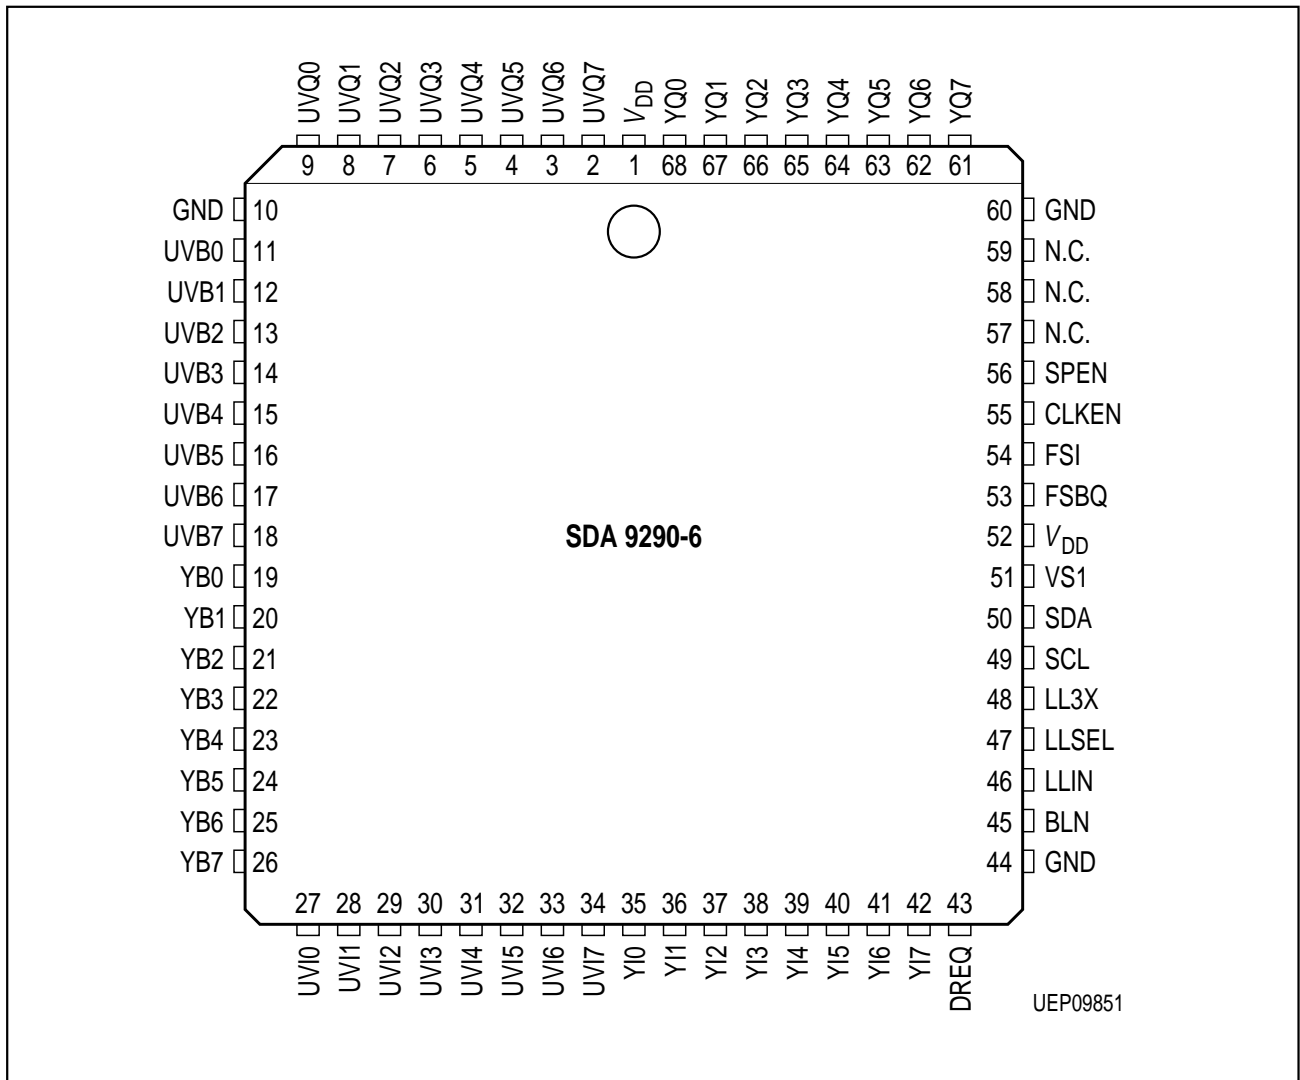 UVQ0 UVQ1 UVQ2 UVQ3 UVQ4 UVQ5 UVQ6 UVQ7 VDD YQ0 YQ1 YQ2 YQ3 YQ4 YQ5 YQ6 YQ7
9 8 7 6 5 4 3 2 1 68 67 66 65 64 63 62 61
GND 10 60 GND
UVB0 11 59 N.C.
UVB1 12 58 N.C.
UVB2 13 57 N.C.
UVB3 14 56 SPEN
UVB4 15 55 CLKEN
UVB5 16 54 FSI
UVB6 17 53 FSBQ
UVB7 18 SDA 9290-6 52 VDD
YB0 19 51 VS1
YB1 20 50 SDA
YB2 21 49 SCL
YB3 22 48 LL3X
YB4 23 47 LLSEL
YB5 24 46 LLIN
YB6 25 45 BLN
YB7 26 44 GND
27 28 29 30 31 32 33 34 35 36 37 38 39 40 41 42 43
UVI0 UVI1 UVI2 UVI3 UVI4 UVI5 UVI6 UVI7 YI0 YI1 YI2 YI3 YI4 YI5 YI6 YI7 DREQ
UEP09851